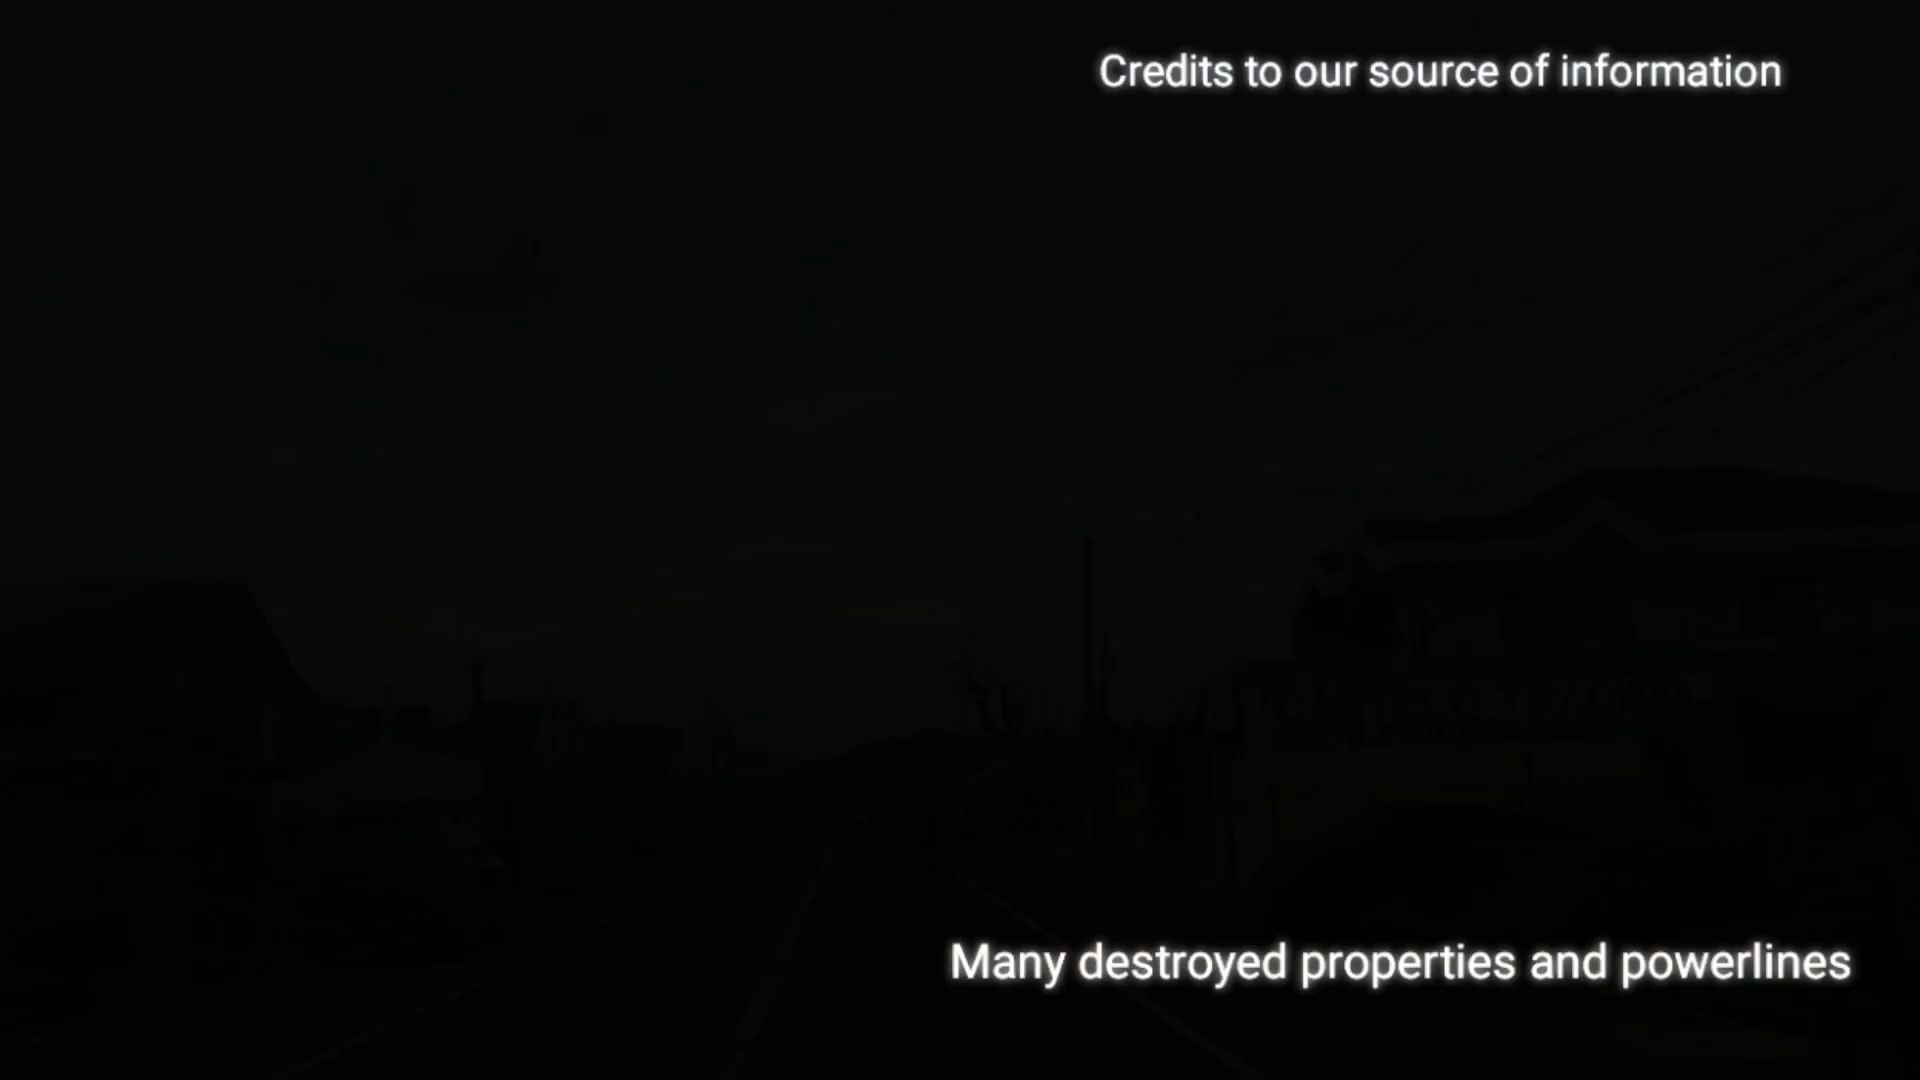 Credits to our source of information
Many destroyed properties and powerlines